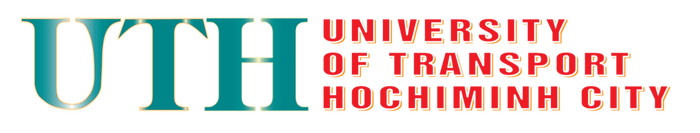 UTH
UNIVERSITY
OF TRANSPORT
HOCHIMINH CITY